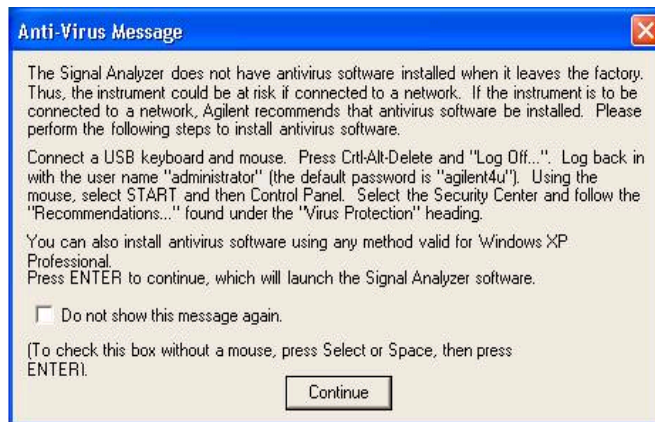 Anti-Virus Message
The Signal Analyzer does not have antivirus software installed when it leaves the factory.
Thus, the instrument could be at risk if connected to a network. If the instrument is to be
connected to a network, Agilent recommends that antivirus software be installed. Please
perform the following steps to install antivirus software.
Connect a USB keyboard and mouse. Press Crtl-Alt-Delete and "Log Off...". Log back in
with the user name "administrator" (the default password is "agilent4u"). Using the
mouse, select START and then Control Panel. Select the Security Center and follow the
"Recommendations..." found under the "Virus Protection" heading.
You can also install antivirus software using any method valid for Windows XP
Professional.
Press ENTER to continue, which will launch the Signal Analyzer software.
Do not show this message again.
(To check this box without a mouse, press Select or Space, then press
ENTER).
Continue